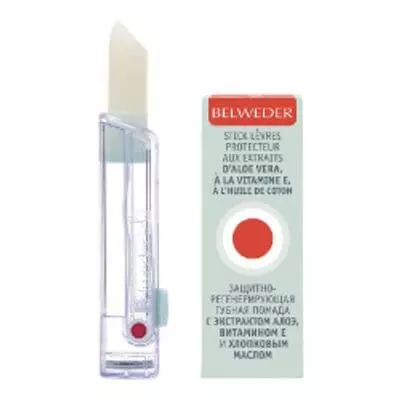 BELWEDER
STICK LÈVRES
PROTECTEUR
AUX EXTRAITS
D'ALOE VERA,
À LA VITAMINE E,
À L'HUILE DE COTON
ЗАЩИТНО-
РЕГЕНЕРИРУЮЩАЯ
ГУБНАЯ ПОМАДА
С ЭКСТРАКТОМ АЛОЭ,
ВИТАМИНОМ Е
И ХЛОПКОВЫМ
МАСЛОМ